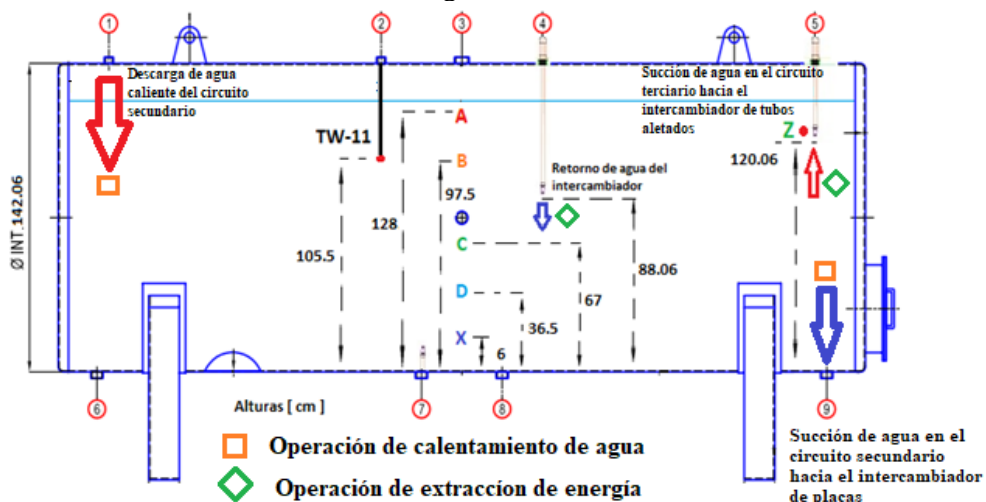 1
2
3
4
5
Descarga de agua
caliente del circuito
secundario
Succión de agua en el circuito
terciario hacia el
intercambiador de tubos
aletados
TW-11
A
B
97.5
128
105.5
C
D
X
Retorno de agua del
intercambiador
Z
120.06
88.06
67
36.5
6
Ø INT.142.06
6
7
8
9
Alturas [ cm ]
Operación de calentamiento de agua
Operación de extraccion de energía
Succión de agua en el
circuito secundario
hacia el intercambiador
de placas